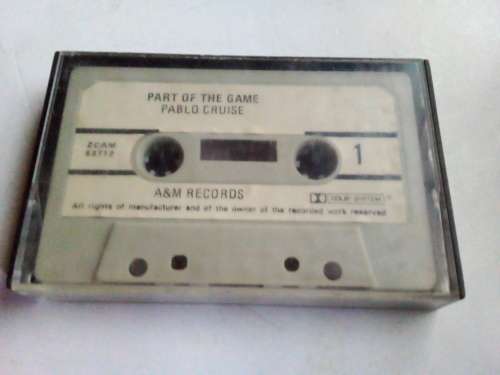 PART OF THE GAME
PABLO CRUISE
ZCAM
1
A&M RECORDS
DOLBY SYSTEM
All rights of manufacturer and of the owner of the recorded work reserved